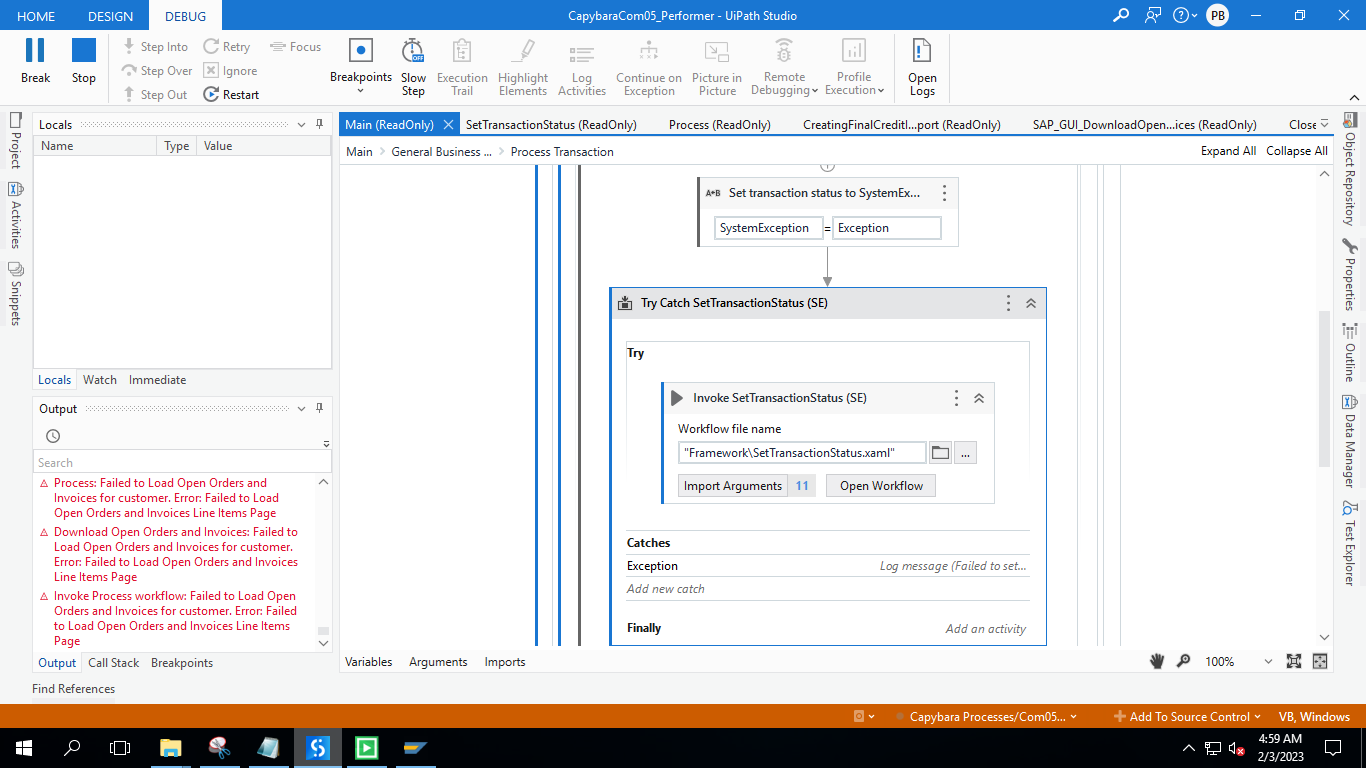 HOME DESIGN DEBUG CapybaraCom05_Performer - UiPath Studio PB
Break
Stop
Step Into
Step Over
Step Out
Retry
Ignore
Restart
Focus
Breakpoints
Slow Step
OFF
Execution Trail
Highlight Elements
Log Activities
Continue on Exception
Picture in Picture
Remote Debugging
Profile Execution
Open Logs
Project
Activities
Snippets
Locals
Name Type Value
Locals Watch Immediate
Output
Search
Process: Failed to Load Open Orders and
Invoices for customer. Error: Failed to Load
Open Orders and Invoices Line Items Page
Download Open Orders and Invoices: Failed to
Load Open Orders and Invoices for customer.
Error: Failed to Load Open Orders and Invoices
Line Items Page
Invoke Process workflow: Failed to Load Open
Orders and Invoices for customer. Error: Failed
to Load Open Orders and Invoices Line Items
Page
Output Call Stack Breakpoints
Find References
Main (ReadOnly) SetTransactionStatus (ReadOnly) Process (ReadOnly) CreatingFinalCreditI...port (ReadOnly) SAP_GUI_DownloadOpen...ices (ReadOnly) Close
Main General Business ... Process Transaction Expand All Collapse All
A+B Set transaction status to SystemEx...
SystemException = Exception
Try Catch SetTransactionStatus (SE)
Try
Invoke SetTransactionStatus (SE)
Workflow file name
"Framework\SetTransactionStatus.xaml" ...
Import Arguments 11 Open Workflow
Catches
Exception Log message (Failed to set...
Add new catch
Finally Add an activity
Variables Arguments Imports 100%
Object Repository
Properties
Outline
Data Manager
Test Explorer
Capybara Processes/Com05... Add To Source Control VB, Windows
4:59 AM
2/3/2023